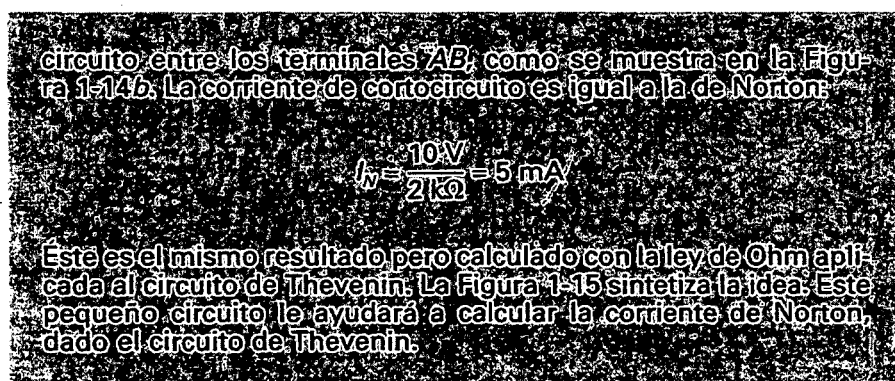 circuito entre los terminales AB, como se muestra en la Figu-
ra 1-14b. La corriente de cortocircuito es igual a la de Norton:
I_N = 10 V / 2 kΩ = 5 mA
Este es el mismo resultado pero calculado con la ley de Ohm apli-
cada al circuito de Thevenin. La Figura 1-15 sintetiza la idea. Este
pequeño circuito le ayudará a calcular la corriente de Norton,
dado el circuito de Thevenin.